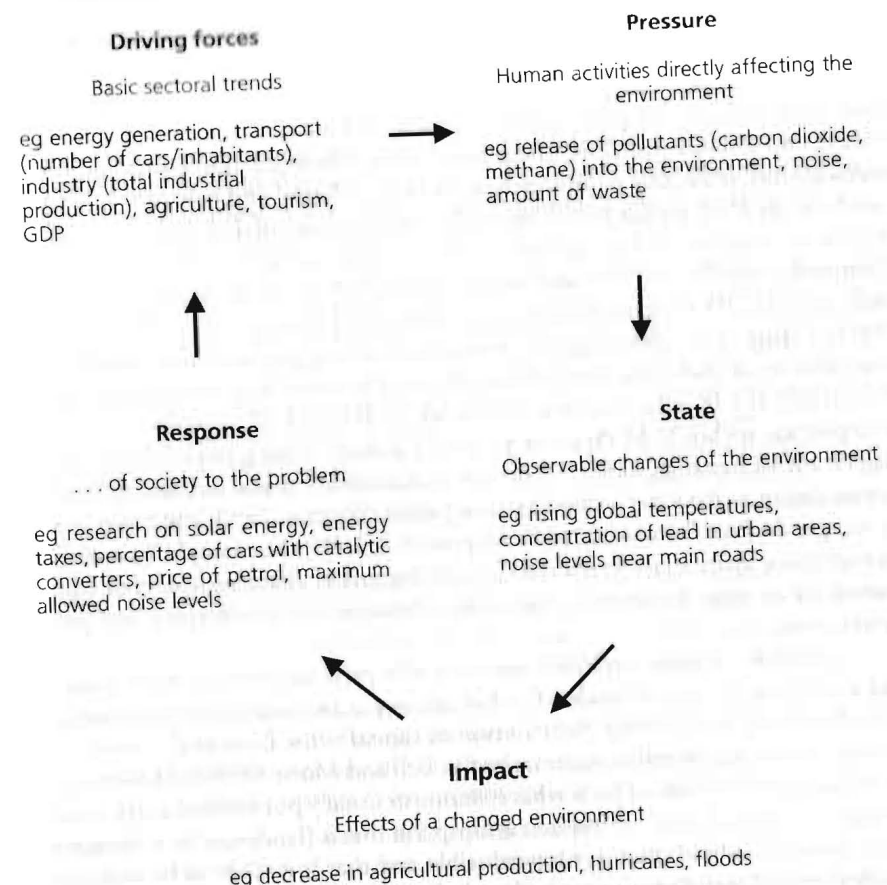 Driving forces
Basic sectoral trends
eg energy generation, transport
(number of cars/inhabitants),
industry (total industrial
production), agriculture, tourism,
GDP
Pressure
Human activities directly affecting the
environment
eg release of pollutants (carbon dioxide,
methane) into the environment, noise,
amount of waste
State
Observable changes of the environment
eg rising global temperatures,
concentration of lead in urban areas,
noise levels near main roads
Impact
Effects of a changed environment
eg decrease in agricultural production, hurricanes, floods
Response
. . . of society to the problem
eg research on solar energy, energy
taxes, percentage of cars with catalytic
converters, price of petrol, maximum
allowed noise levels